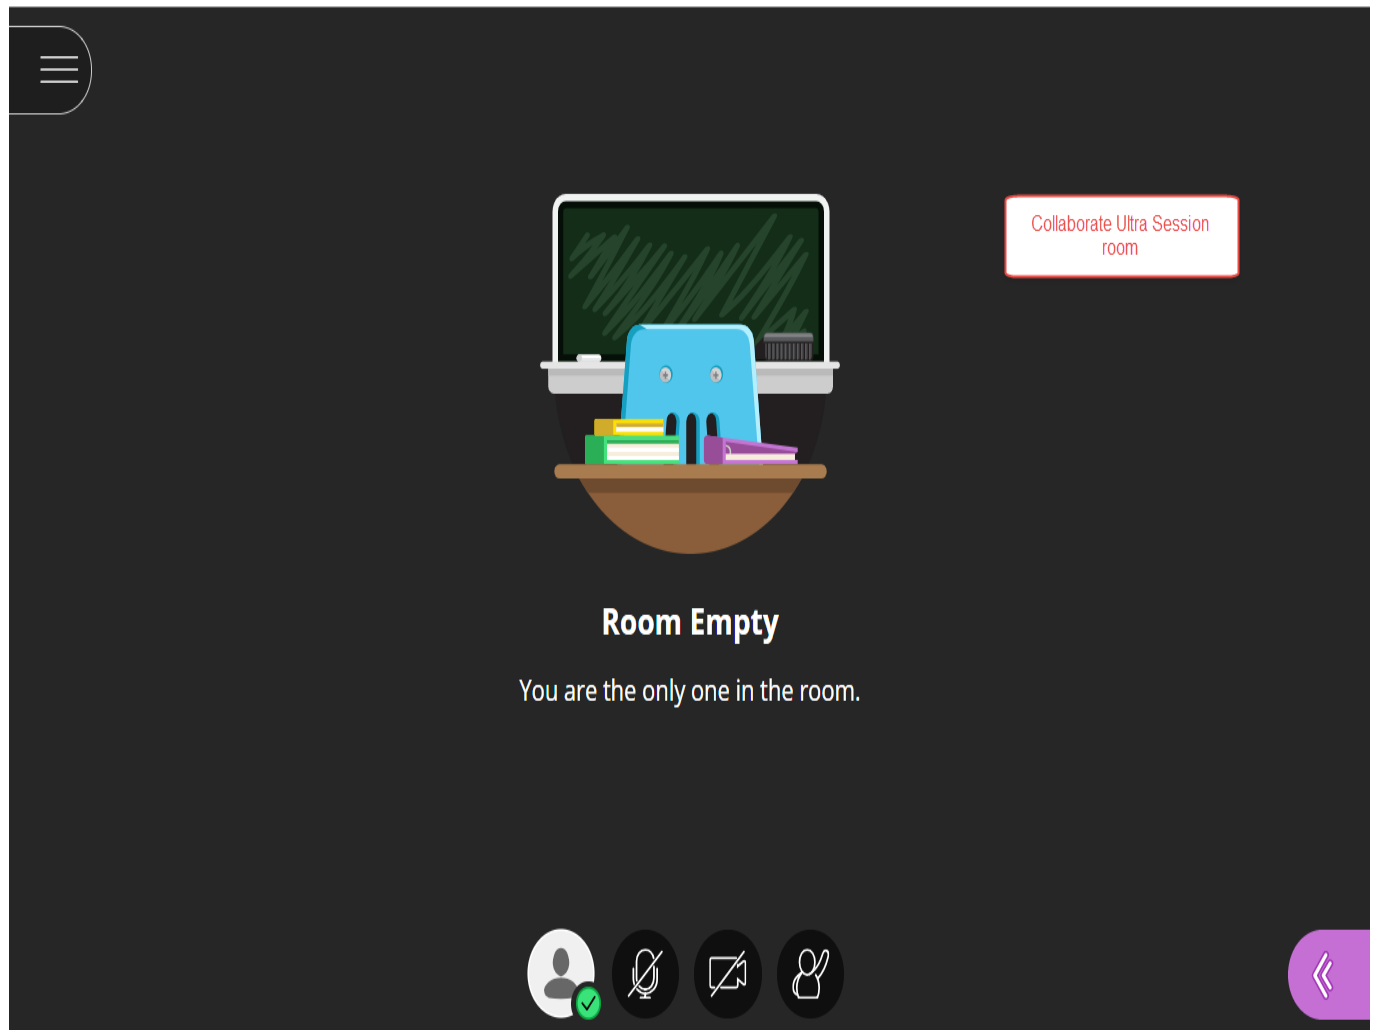 Collaborate Ultra Session
room
Room Empty
You are the only one in the room.